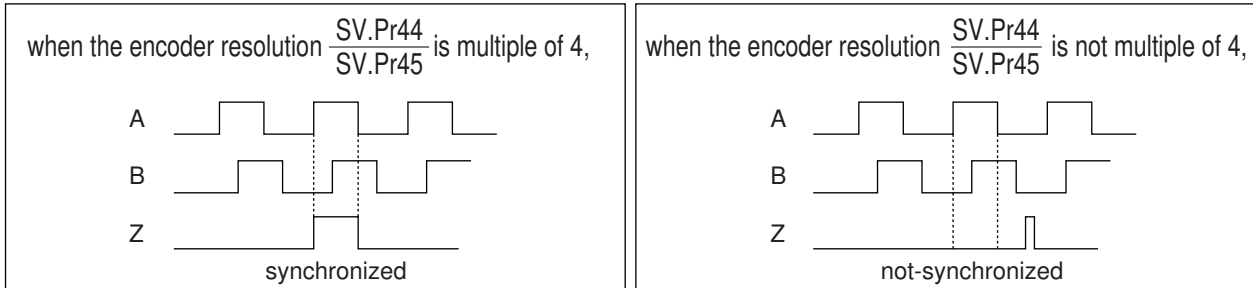 when the encoder resolution SV.Pr44/SV.Pr45 is multiple of 4,
A
B
Z
synchronized
when the encoder resolution SV.Pr44/SV.Pr45 is not multiple of 4,
A
B
Z
not-synchronized